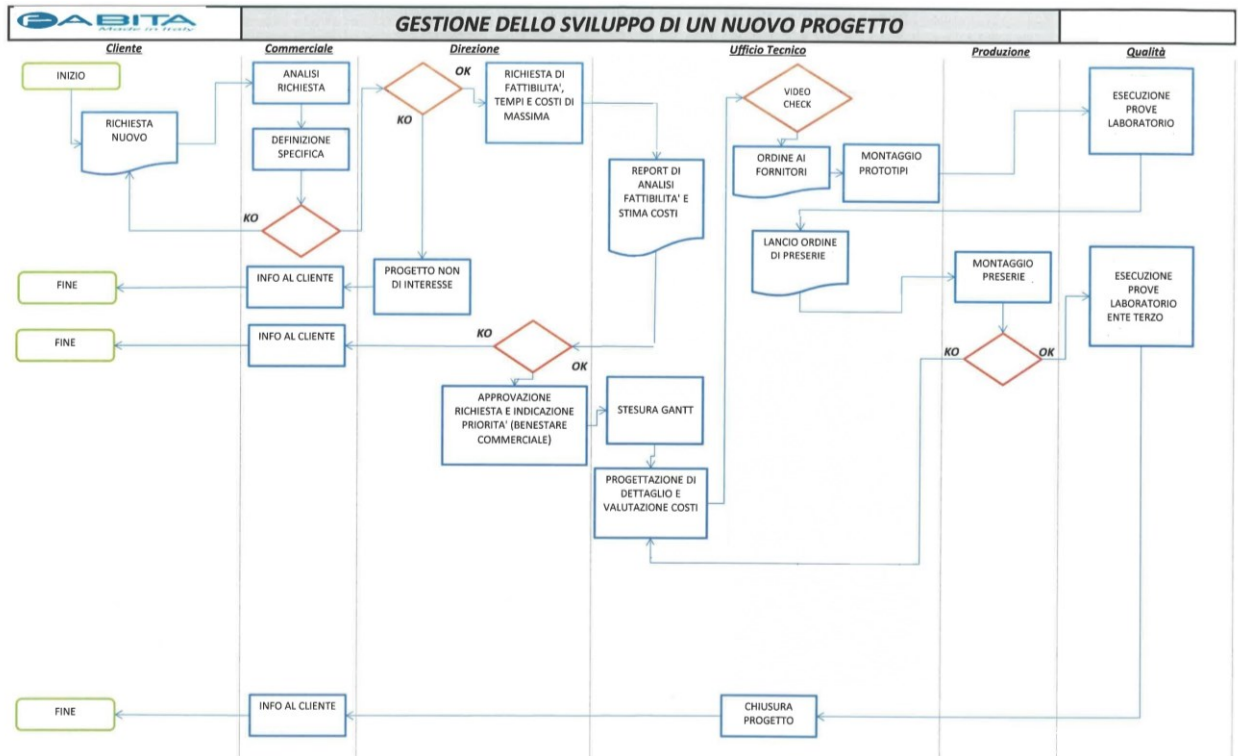 FABITA
Made in Italy
GESTIONE DELLO SVILUPPO DI UN NUOVO PROGETTO
Cliente
Commerciale
Direzione
Ufficio Tecnico
Produzione
Qualità
INIZIO
RICHIESTA
NUOVO
ANALISI
RICHIESTA
DEFINIZIONE
SPECIFICA
KO
OK
KO
RICHIESTA DI
FATTIBILITA',
TEMPI E COSTI DI
MASSIMA
REPORT DI
ANALISI
FATTIBILITA' E
STIMA COSTI
VIDEO
CHECK
ORDINE AI
FORNITORI
MONTAGGIO
PROTOTIPI
ESECUZIONE
PROVE
LABORATORIO
LANCIO ORDINE
DI PRESERIE
MONTAGGIO
PRESERIE
ESECUZIONE
PROVE
LABORATORIO
ENTE TERZO
KO
OK
FINE
INFO AL CLIENTE
PROGETTO NON
DI INTERESSE
FINE
INFO AL CLIENTE
KO
OK
APPROVAZIONE
RICHIESTA E INDICAZIONE
PRIORITA' (BENESTARE
COMMERCIALE)
STESURA GANTT
PROGETTAZIONE DI
DETTAGLIO E
VALUTAZIONE COSTI
FINE
INFO AL CLIENTE
CHIUSURA
PROGETTO